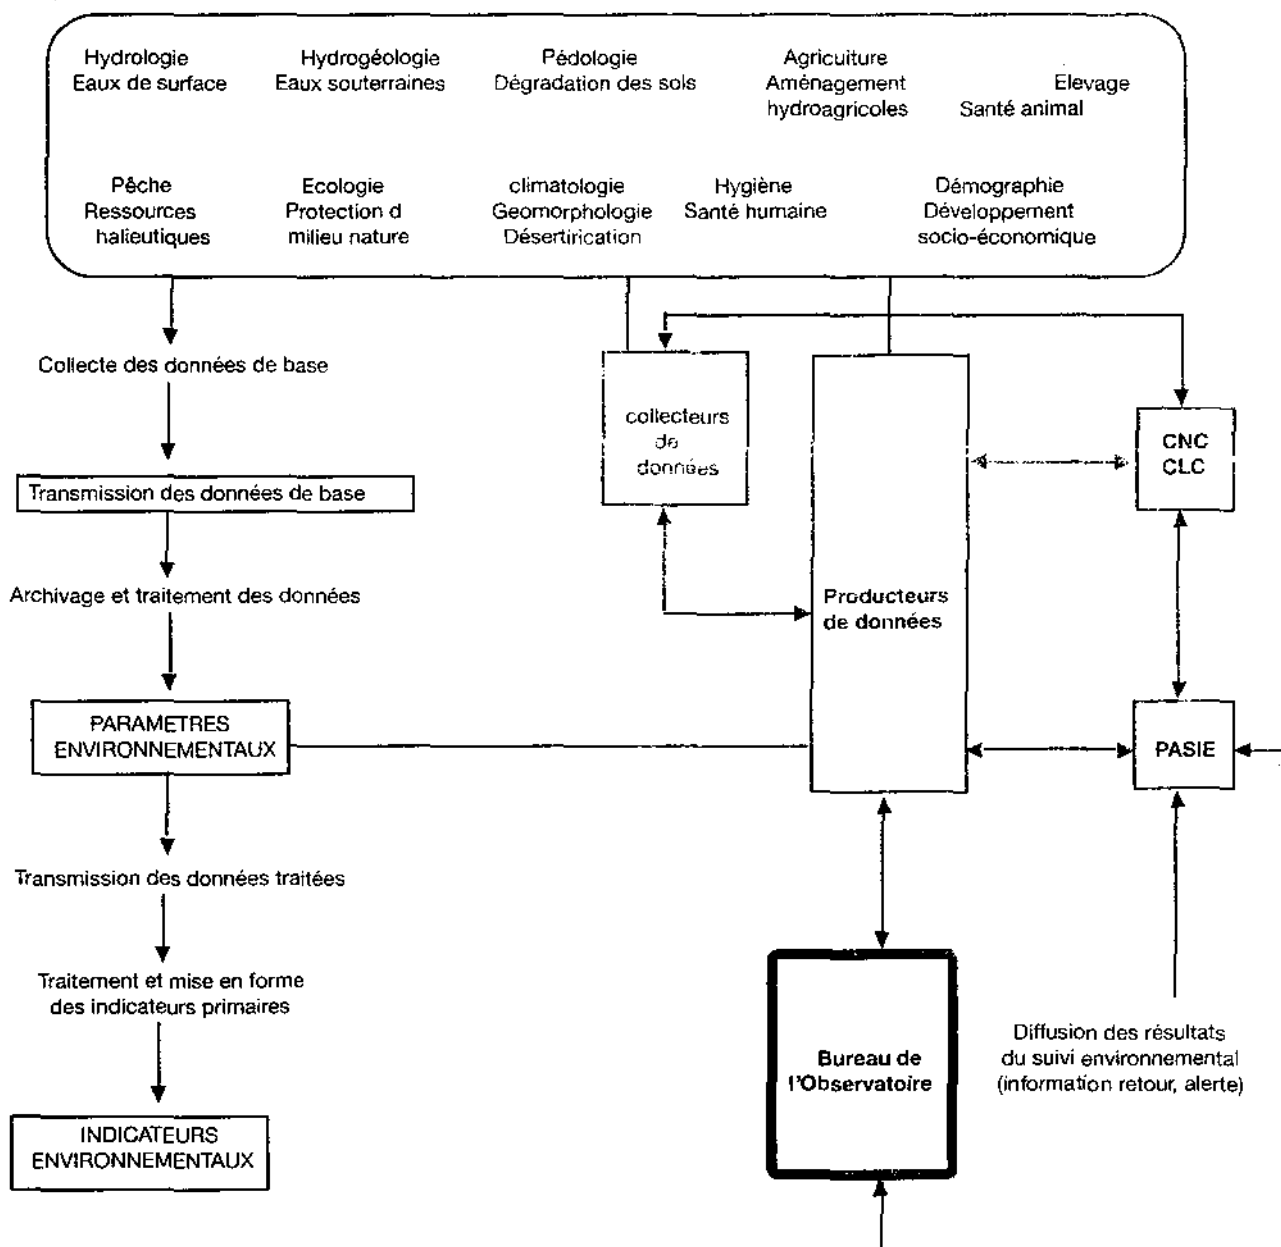 Hydrologie
Eaux de surface
Hydrogéologie
Eaux souterraines
Pédologie
Dégradation des sols
Agriculture
Aménagement
hydroagricoles
Elevage
Santé animal
Pêche
Ressources
halieutiques
Ecologie
Protection d
milieu nature
climatologie
Geomorphologie
Désertirication
Hygiène
Santé humaine
Démographie
Développement
socio-économique
Collecte des données de base
Transmission des données de base
Archivage et traitement des données
PARAMETRES
ENVIRONNEMENTAUX
Transmission des données traitées
Traitement et mise en forme
des indicateurs primaires
INDICATEURS
ENVIRONNEMENTAUX
collecteurs
de
données
Producteurs
de données
CNC
CLC
PASIE
Bureau de
l'Observatoire
Diffusion des résultats
du suivi environnemental
(information retour, alerte)